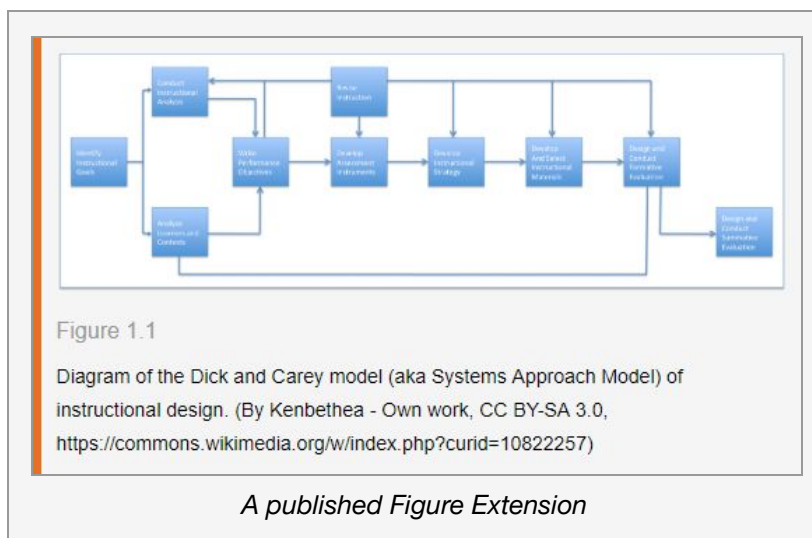 Conduct
Instructional
Analysis
Revise
Instruction
Identify
Instructional
Goals
Write
Performance
Objectives
Develop
Assessment
Instruments
Develop
Instructional
Strategy
Develop
And Select
Instructional
Materials
Design and
Conduct
Formative
Evaluation
Analyze
Learners and
Contexts
Design and
Conduct
Summative
Evaluation
Figure 1.1
Diagram of the Dick and Carey model (aka Systems Approach Model) of
instructional design. (By Kenbethea - Own work, CC BY-SA 3.0,
https://commons.wikimedia.org/w/index.php?curid=10822257)
A published Figure Extension